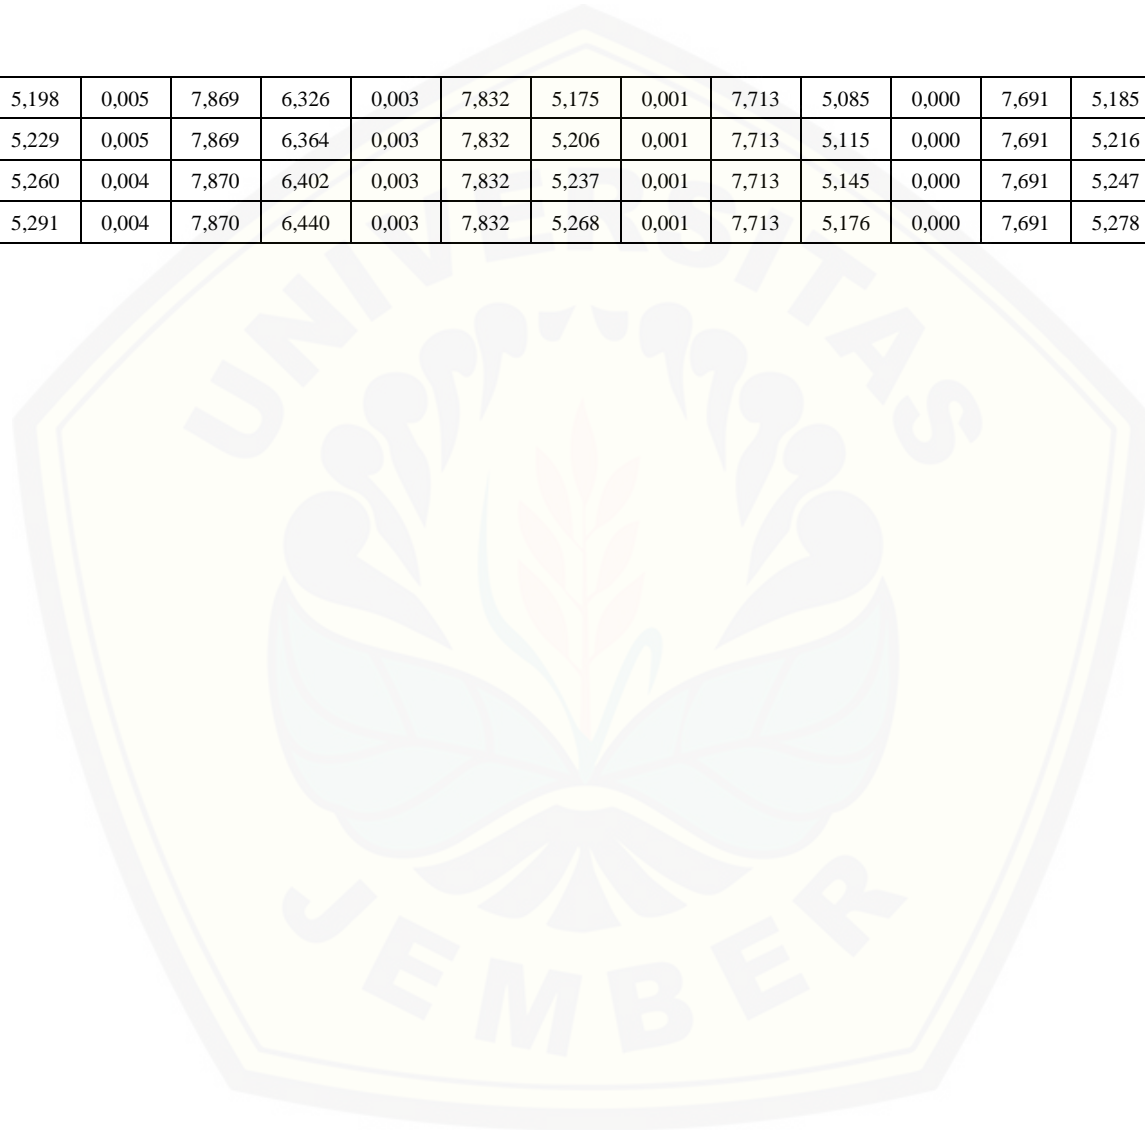 5,198 0,005 7,869 6,326 0,003 7,832 5,175 0,001 7,713 5,085 0,000 7,691 5,185
5,229 0,005 7,869 6,364 0,003 7,832 5,206 0,001 7,713 5,115 0,000 7,691 5,216
5,260 0,004 7,870 6,402 0,003 7,832 5,237 0,001 7,713 5,145 0,000 7,691 5,247
5,291 0,004 7,870 6,440 0,003 7,832 5,268 0,001 7,713 5,176 0,000 7,691 5,278
UNIVERSITAS
JEMBER